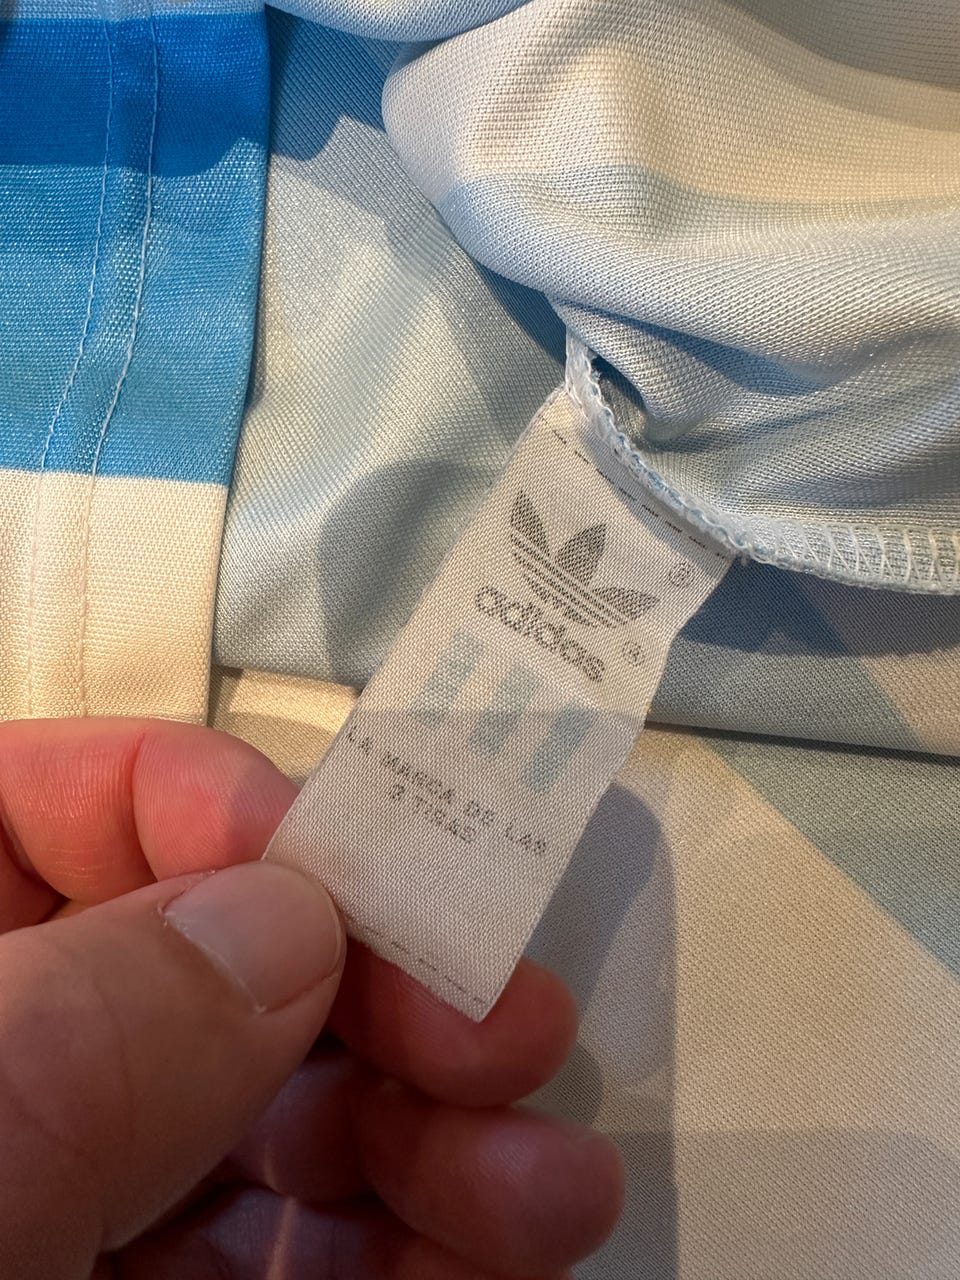 ®
adidas ®
LA MARCA DE LAS
3 TIRAS